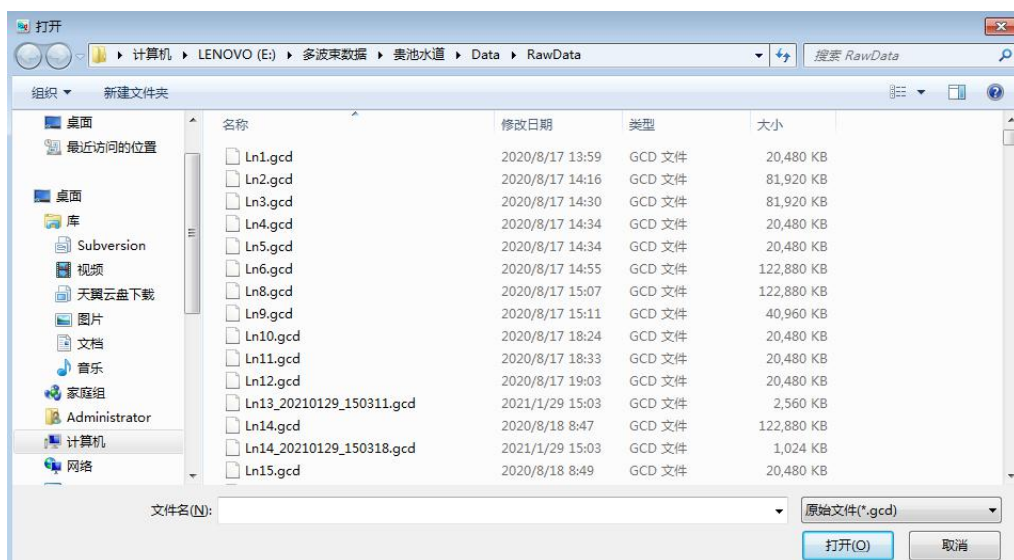 打开
计算机 LENOVO (E:) 多波束数据 贵池水道 Data RawData 搜索 RawData
组织 新建文件夹
名称 修改日期 类型 大小
桌面
最近访问的位置
桌面
库
Subversion
视频
天翼云盘下载
图片
文档
音乐
家庭组
Administrator
计算机
网络
Ln1.gcd 2020/8/17 13:59 GCD 文件 20,480 KB
Ln2.gcd 2020/8/17 14:16 GCD 文件 81,920 KB
Ln3.gcd 2020/8/17 14:30 GCD 文件 81,920 KB
Ln4.gcd 2020/8/17 14:34 GCD 文件 20,480 KB
Ln5.gcd 2020/8/17 14:34 GCD 文件 20,480 KB
Ln6.gcd 2020/8/17 14:55 GCD 文件 122,880 KB
Ln8.gcd 2020/8/17 15:07 GCD 文件 122,880 KB
Ln9.gcd 2020/8/17 15:11 GCD 文件 40,960 KB
Ln10.gcd 2020/8/17 18:24 GCD 文件 20,480 KB
Ln11.gcd 2020/8/17 18:33 GCD 文件 20,480 KB
Ln12.gcd 2020/8/17 19:03 GCD 文件 20,480 KB
Ln13_20210129_150311.gcd 2021/1/29 15:03 GCD 文件 2,560 KB
Ln14.gcd 2020/8/18 8:47 GCD 文件 122,880 KB
Ln14_20210129_150318.gcd 2021/1/29 15:03 GCD 文件 1,024 KB
Ln15.gcd 2020/8/18 8:49 GCD 文件 20,480 KB
文件名(N): 原始文件(*.gcd)
打开(O) 取消